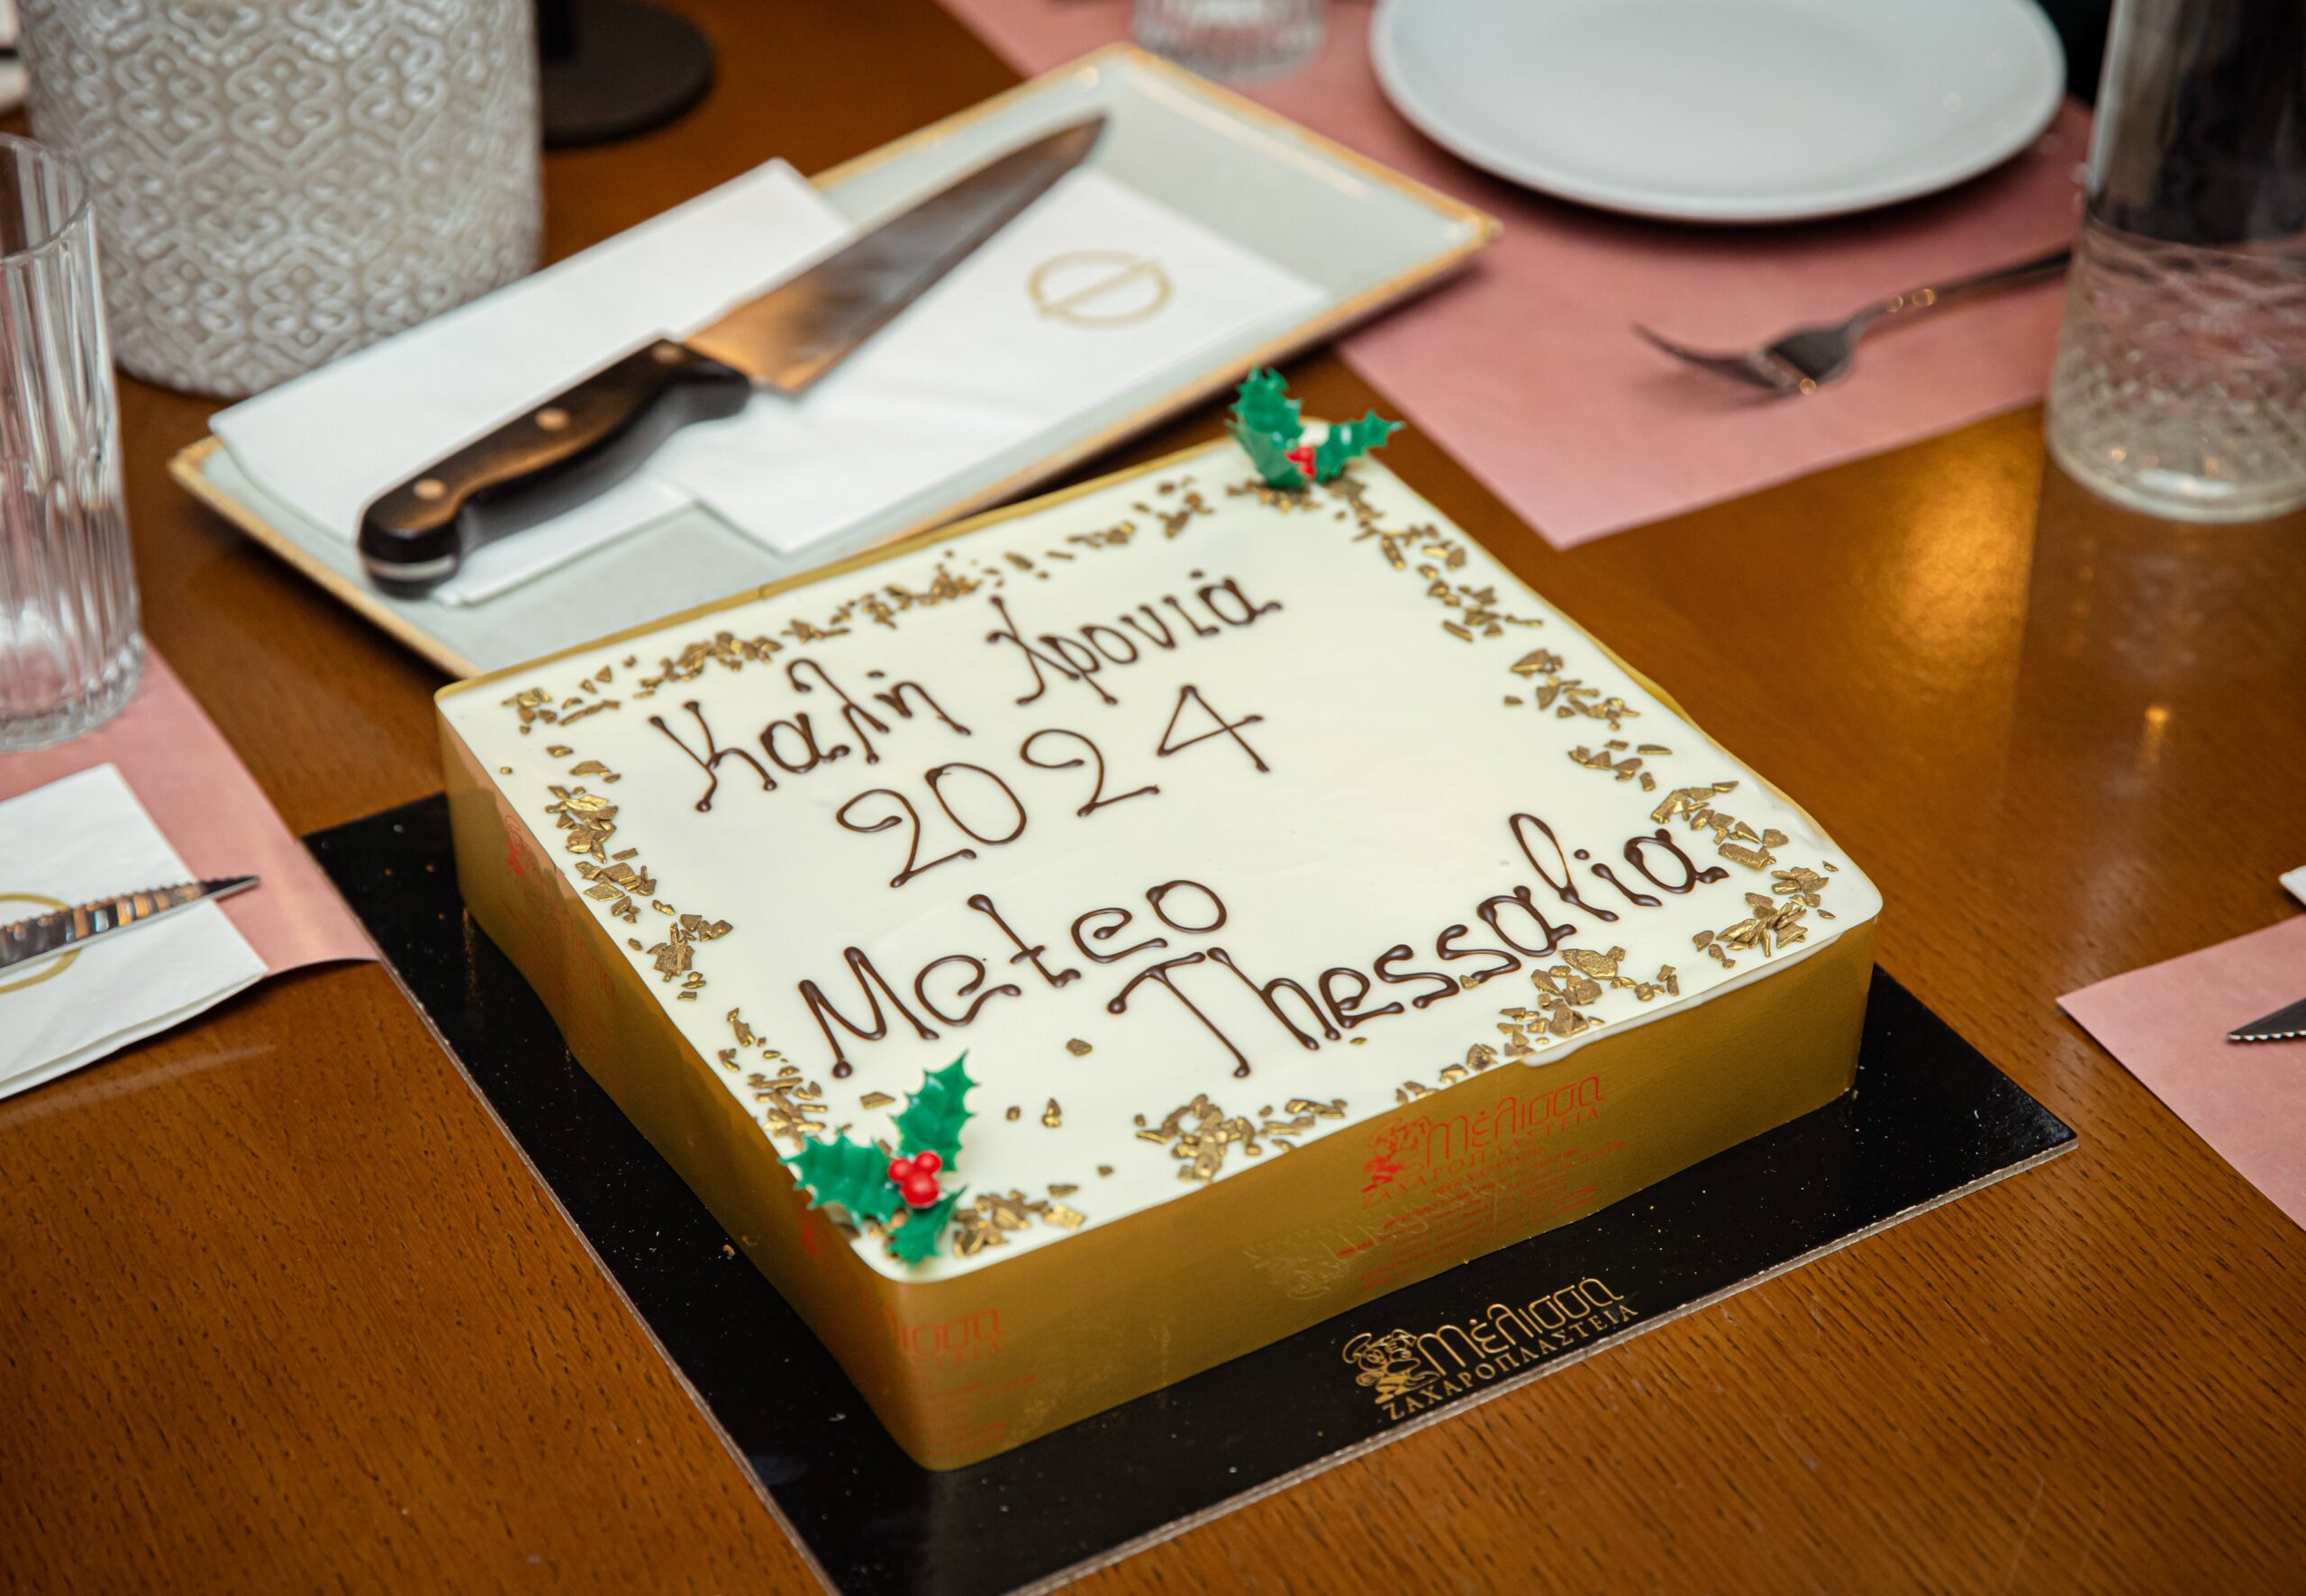 Καλή Χρονιά
2024
Meteo
Thessalia
Μέλισσα
ΖΑΧΑΡΟΠΛΑΣΤΕΙΑ
Μέλισσα
ΖΑΧΑΡΟΠΛΑΣΤΕΙΑ